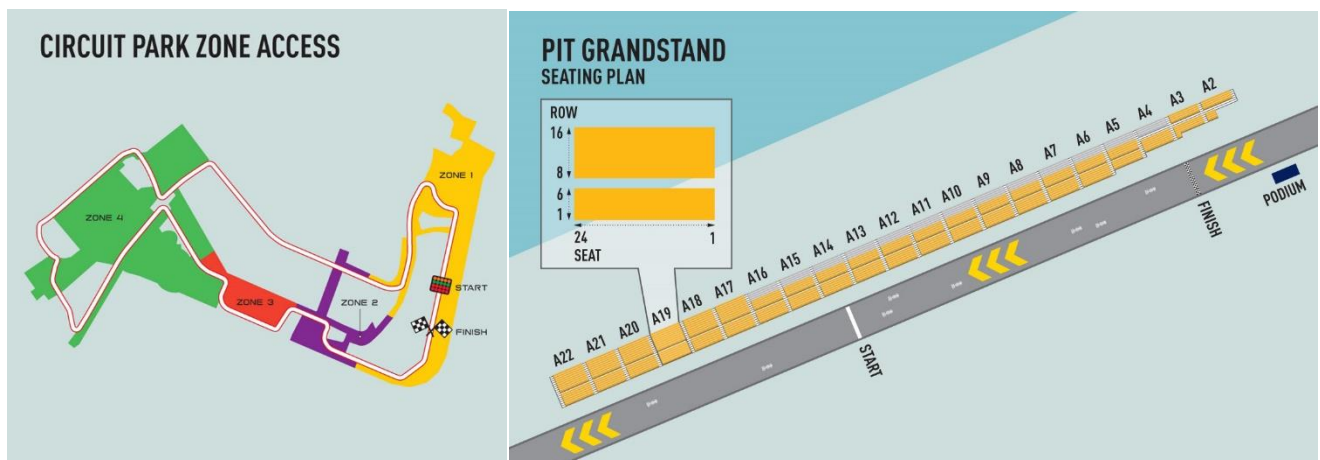 CIRCUIT PARK ZONE ACCESS
ZONE 1
ZONE 4
START
ZONE 3
ZONE 2
FINISH
PIT GRANDSTAND
SEATING PLAN
ROW
16
8
6
1
24
1
SEAT
A2
A3
A4
A5
A6
A7
A8
A9
A10
A11
A12
A13
A14
A15
A16
A17
A18
A19
A20
A21
A22
PODIUM
FINISH
START